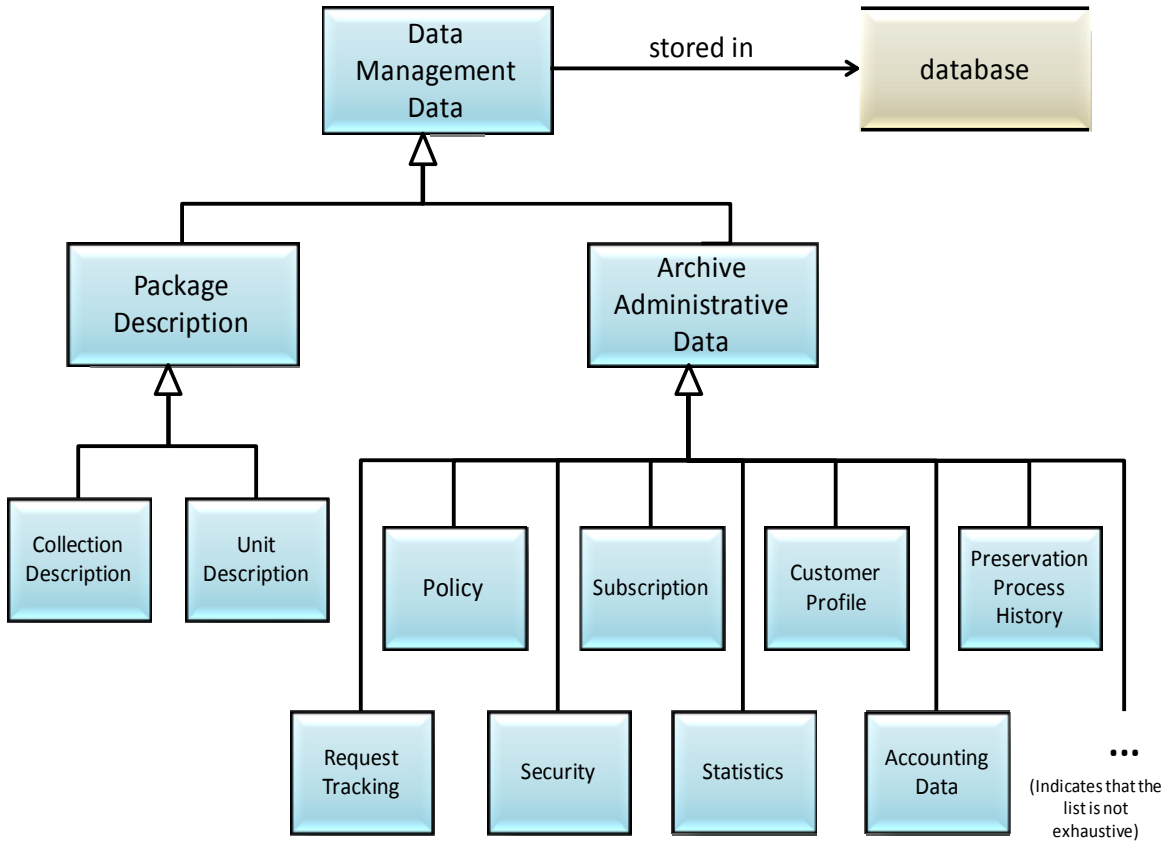 Data
Management
Data
stored in
database
Package
Description
Archive
Administrative
Data
Collection
Description
Unit
Description
Policy
Subscription
Customer
Profile
Preservation
Process
History
Request
Tracking
Security
Statistics
Accounting
Data
...
(Indicates that the
list is not
exhaustive)